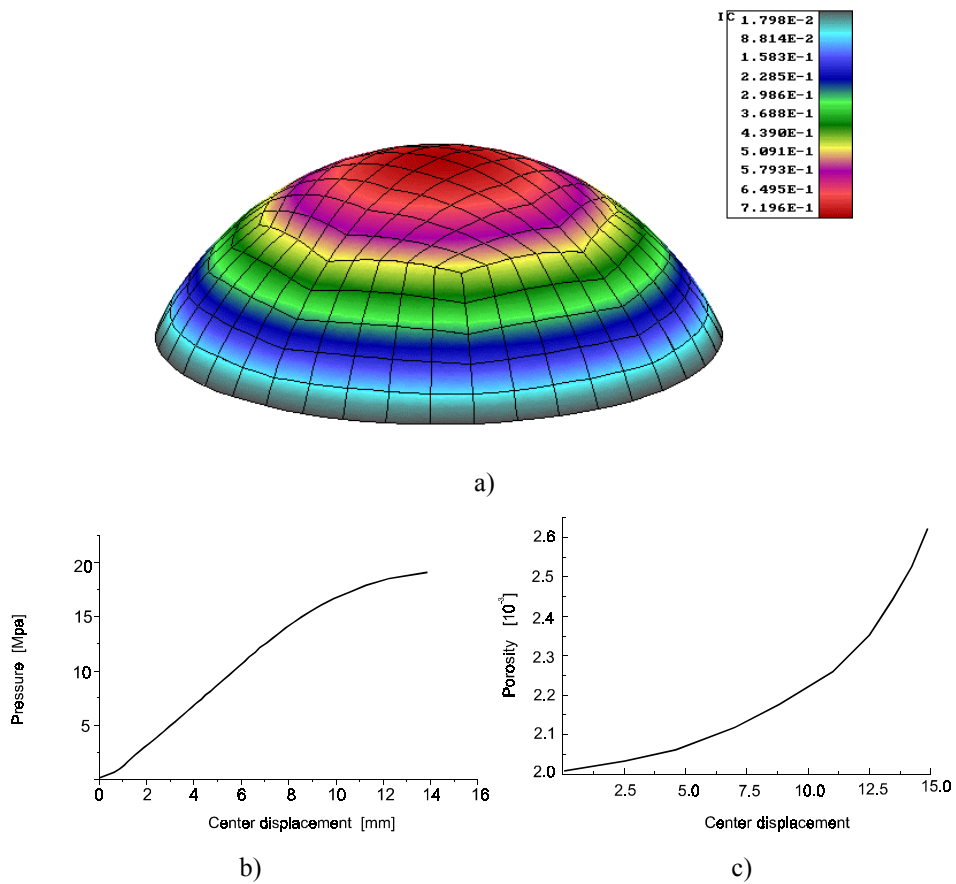 IC
1.798E-2
8.814E-2
1.583E-1
2.285E-1
2.986E-1
3.688E-1
4.390E-1
5.091E-1
5.793E-1
6.495E-1
7.196E-1
a)
Pressure [Mpa]
20
15
10
5
0 2 4 6 8 10 12 14 16
Center displacement [mm]
b)
Porosity [10⁻³]
2.6
2.5
2.4
2.3
2.2
2.1
2.0
2.5 5.0 7.5 10.0 12.5 15.0
Center displacement
c)